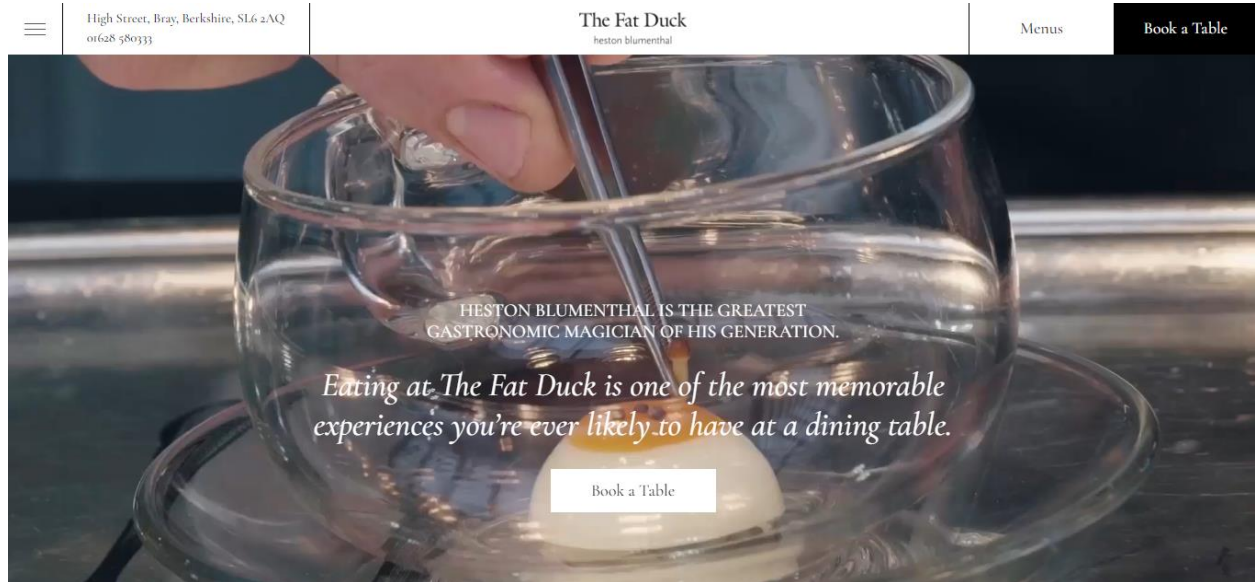 High Street, Bray, Berkshire, SL6 2AQ
01628 580333
The Fat Duck
heston blumenthal
Menus
Book a Table
HESTON BLUMENTHAL IS THE GREATEST
GASTRONOMIC MAGICIAN OF HIS GENERATION.
Eating at The Fat Duck is one of the most memorable
experiences you're ever likely to have at a dining table.
Book a Table